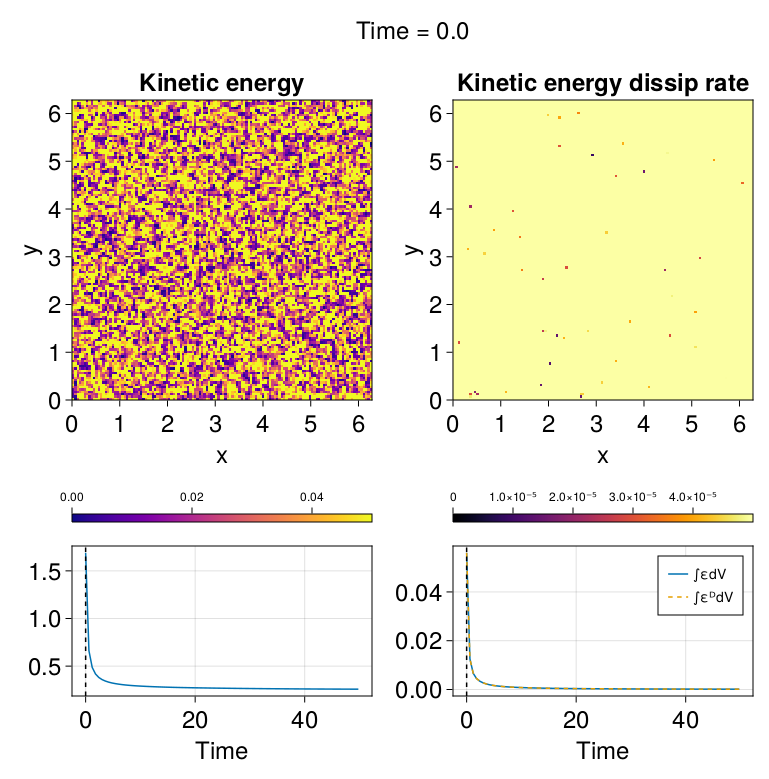 Time = 0.0
Kinetic energy
Kinetic energy dissip rate
6
5
4
3
2
1
0
y
0 1 2 3 4 5 6
x
6
5
4
3
2
1
0
y
0 1 2 3 4 5 6
x
0.00 0.02 0.04
0 1.0×10⁻⁵ 2.0×10⁻⁵ 3.0×10⁻⁵ 4.0×10⁻⁵
1.5
1.0
0.5
0 20 40
Time
0.04
0.02
0.00
∫εdV
∫εᴰdV
0 20 40
Time